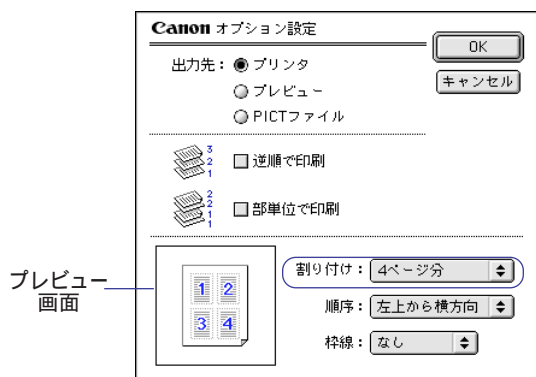 Canon オプション設定
OK
キャンセル
出力先： プリンタ
プレビュー
PICTファイル
3
2
1
逆順で印刷
2
2
1
1
部単位で印刷
プレビュー
画面
1 2
3 4
割り付け： 4ページ分
順序： 左上から横方向
枠線： なし